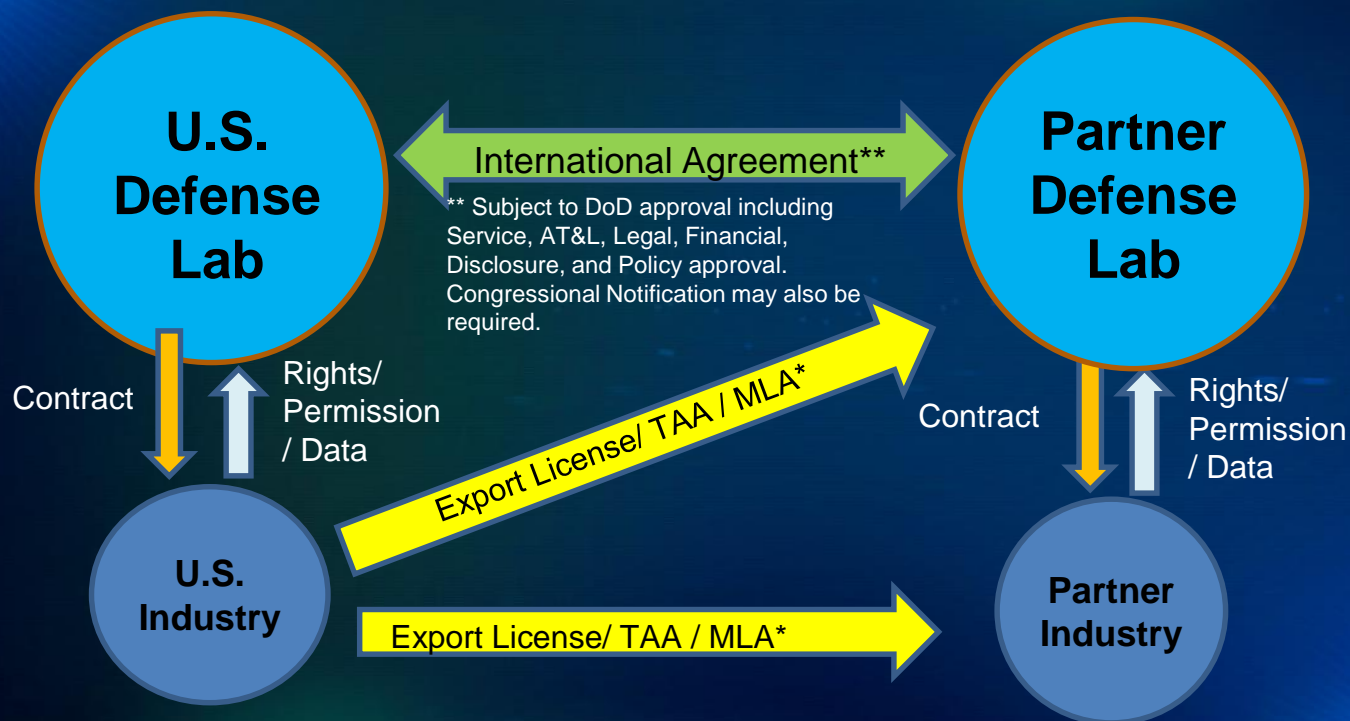 U.S.
Defense
Lab
International Agreement**
** Subject to DoD approval including
Service, AT&L, Legal, Financial,
Disclosure, and Policy approval.
Congressional Notification may also be
required.
Partner
Defense
Lab
Contract
Rights/
Permission
/ Data
Export License/ TAA / MLA*
Contract
Rights/
Permission
/ Data
U.S.
Industry
Export License/ TAA / MLA*
Partner
Industry